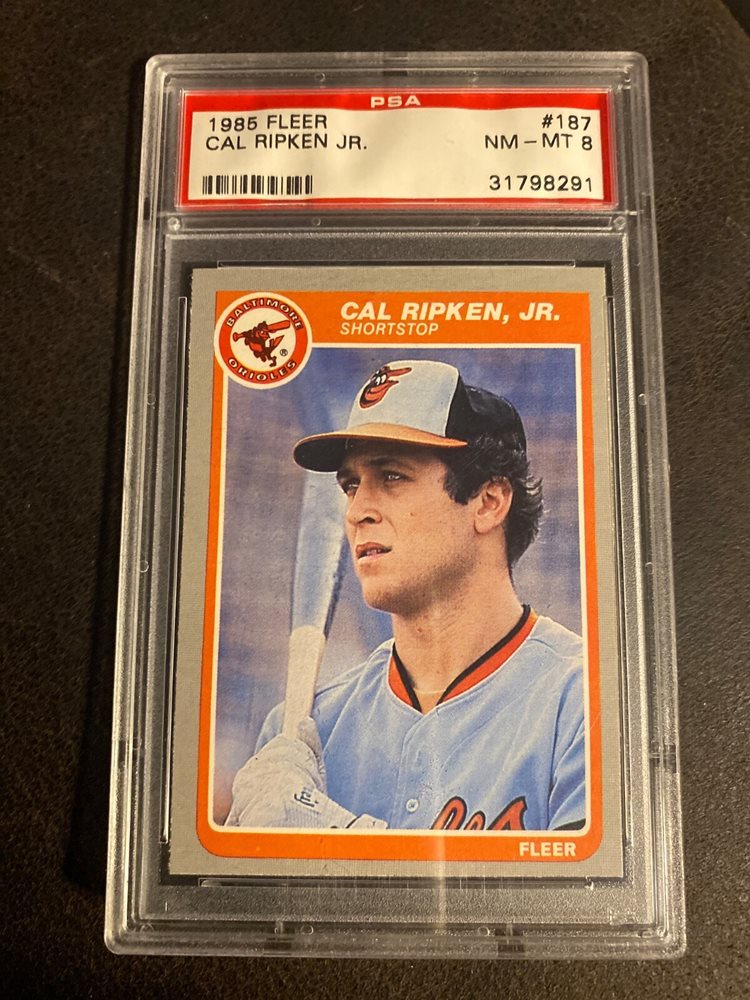 PSA
1985 FLEER #187
CAL RIPKEN JR. NM-MT 8
31798291
BALTIMORE
ORIOLES ®
CAL RIPKEN, JR.
SHORTSTOP
FLEER